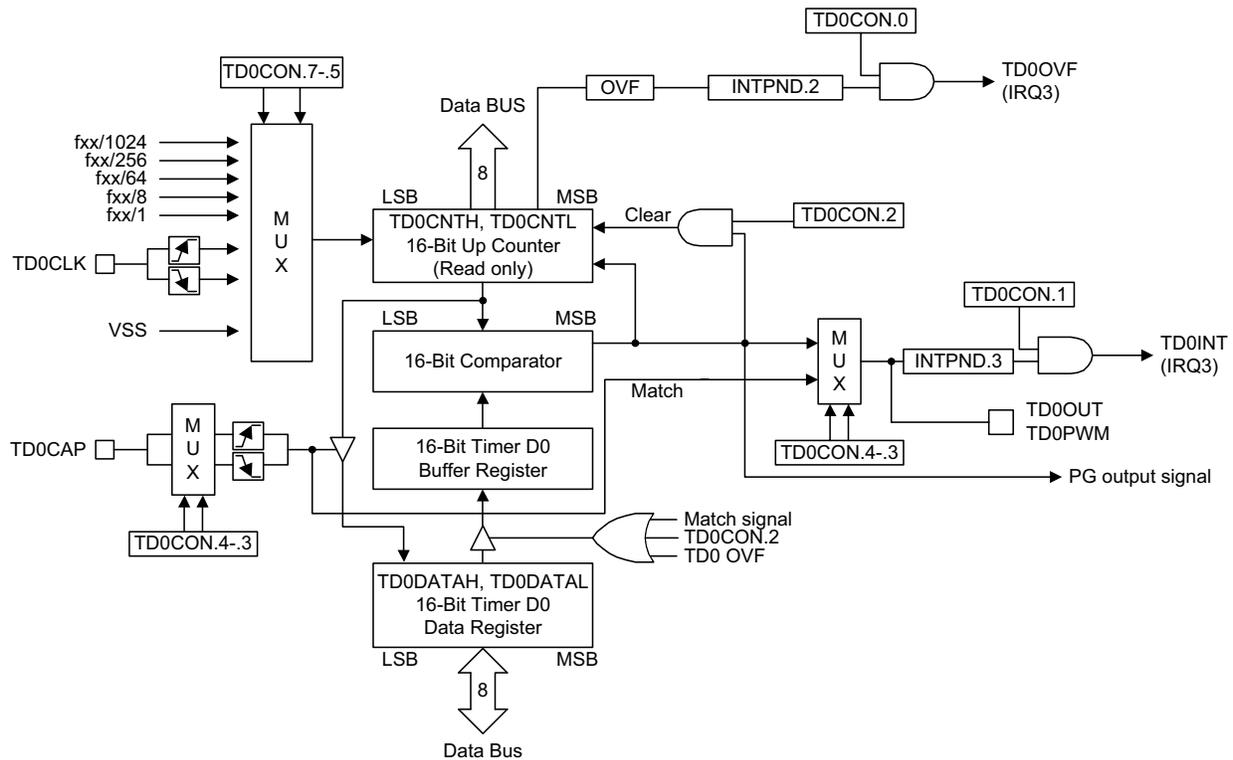 TD0CON.0
TD0CON.7-.5
OVF
INTPND.2
TD0OVF
(IRQ3)
Data BUS
8
fxx/1024
fxx/256
fxx/64
fxx/8
fxx/1
TD0CLK
VSS
M
U
X
LSB
MSB
TD0CNTH, TD0CNTL
16-Bit Up Counter
(Read only)
Clear
TD0CON.2
LSB
MSB
16-Bit Comparator
Match
TD0CON.1
M
U
X
INTPND.3
TD0INT
(IRQ3)
TD0OUT
TD0PWM
TD0CON.4-.3
PG output signal
TD0CAP
M
U
X
TD0CON.4-.3
16-Bit Timer D0
Buffer Register
Match signal
TD0CON.2
TD0 OVF
TD0DATAH, TD0DATAL
16-Bit Timer D0
Data Register
LSB
MSB
8
Data Bus